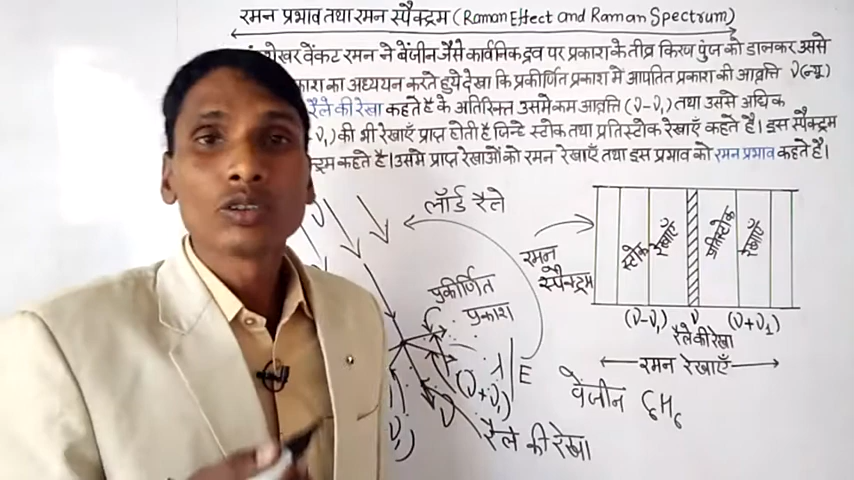 रमन प्रभाव तथा रमन स्पैक्ट्रम (Raman Effect and Raman Spectrum)
शेखर वेंकट रमन ने बेंजीन जैसे कार्बनिक द्रव पर प्रकाश के तीव्र किरण पुंज को डालकर उससे
का अध्ययन करते हुये देखा कि प्रकीर्णित प्रकाश में आपतित प्रकाश की आवृत्ति ν(न्यू)
रैले की रेखा कहते है के अतिरिक्त उसमे कम आवृत्ति (ν-ν₁) तथा उससे अधिक
ν₁) की भी रेखाएँ प्राप्त होती है जिन्हे स्टोक तथा प्रतिस्टोक रेखाएँ कहते है। इस स्पैक्ट्रम
कहते है। उसमे प्राप्त रेखाओं को रमन रेखाएँ तथा इस प्रभाव को रमन प्रभाव कहते है।
लॉर्ड रैले
रमन
स्पैक्ट्रम
स्टोक रेखाएँ
प्रतिस्टोक रेखाएँ
प्रकीर्णित
प्रकाश
(ν-ν₁) ν (ν+ν₁)
रैले की रेखा
रमन रेखाएँ
E
(ν+ν₁)
ν
बेंजीन C₆H₆
रैले की रेखा